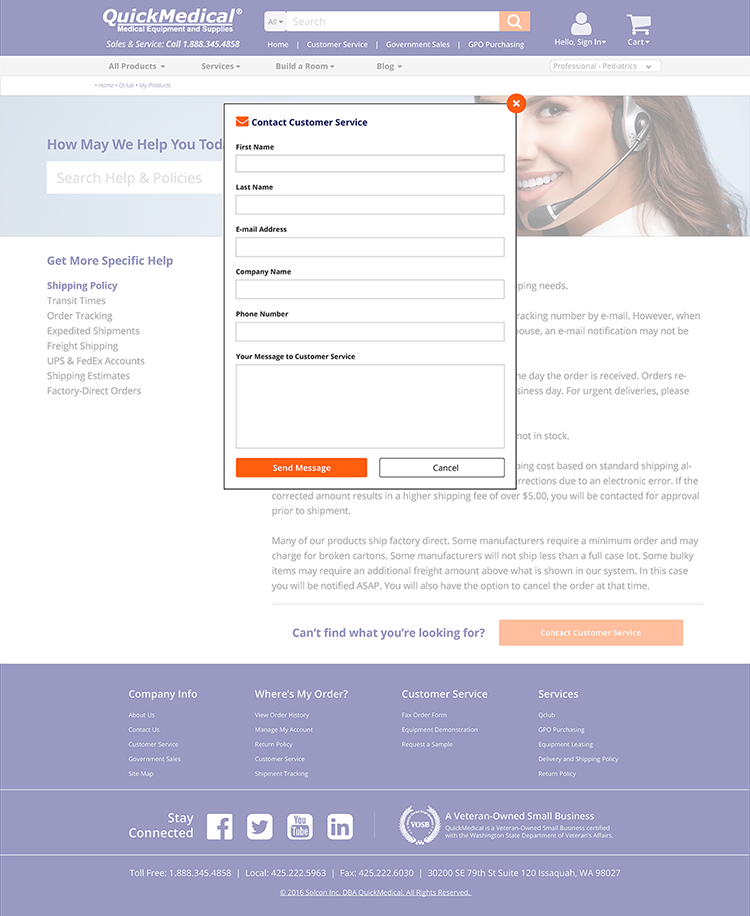 QuickMedical®
Medical Equipment and Supplies
Sales & Service: Call 1.888.345.4858
All
Search
Home | Customer Service | Government Sales | GPO Purchasing
Hello, Sign In
Cart
All Products
Services
Build a Room
Blog
Professional - Pediatrics
• Home • Qclub • My Products
How May We Help You Tod
Search Help & Policies
Contact Customer Service
First Name
Last Name
E-mail Address
Company Name
Phone Number
Your Message to Customer Service
Send Message
Cancel
Get More Specific Help
Shipping Policy
Transit Times
Order Tracking
Expedited Shipments
Freight Shipping
UPS & FedEx Accounts
Shipping Estimates
Factory-Direct Orders
ping needs.
racking number by e-mail. However, when
ouse, an e-mail notification may not be
he day the order is received. Orders re-
siness day. For urgent deliveries, please
not in stock.
ping cost based on standard shipping al-
rrections due to an electronic error. If the
corrected amount results in a higher shipping fee of over $5.00, you will be contacted for approval
prior to shipment.
Many of our products ship factory direct. Some manufacturers require a minimum order and may
charge for broken cartons. Some manufacturers will not ship less than a full case lot. Some bulky
items may require an additional freight amount above what is shown in our system. In this case
you will be notified ASAP. You will also have the option to cancel the order at that time.
Can't find what you're looking for?
Contact Customer Service
Company Info
About Us
Contact Us
Customer Service
Government Sales
Site Map
Where's My Order?
View Order History
Manage My Account
Return Policy
Customer Service
Shipment Tracking
Customer Service
Fax Order Form
Equipment Demonstration
Request a Sample
Services
Qclub
GPO Purchasing
Equipment Leasing
Delivery and Shipping Policy
Return Policy
Stay
Connected
You
Tube
in
VOSB
A Veteran-Owned Small Business
QuickMedical is a Veteran-Owned Small Business certified
with the Washington State Department of Veteran's Affairs.
Toll Free: 1.888.345.4858 | Local: 425.222.5963 | Fax: 425.222.6030 | 30200 SE 79th St Suite 120 Issaquah, WA 98027
© 2016 Solcon Inc. DBA QuickMedical. All Rights Reserved.